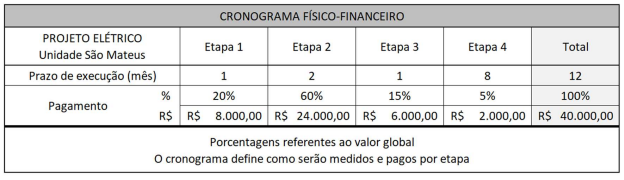 CRONOGRAMA FÍSICO-FINANCEIRO
PROJETO ELÉTRICO
Unidade São Mateus
Etapa 1 Etapa 2 Etapa 3 Etapa 4 Total
Prazo de execução (mês) 1 2 1 8 12
Pagamento
% 20% 60% 15% 5% 100%
R$ R$ 8.000,00 R$ 24.000,00 R$ 6.000,00 R$ 2.000,00 R$ 40.000,00
Porcentagens referentes ao valor global
O cronograma define como serão medidos e pagos por etapa